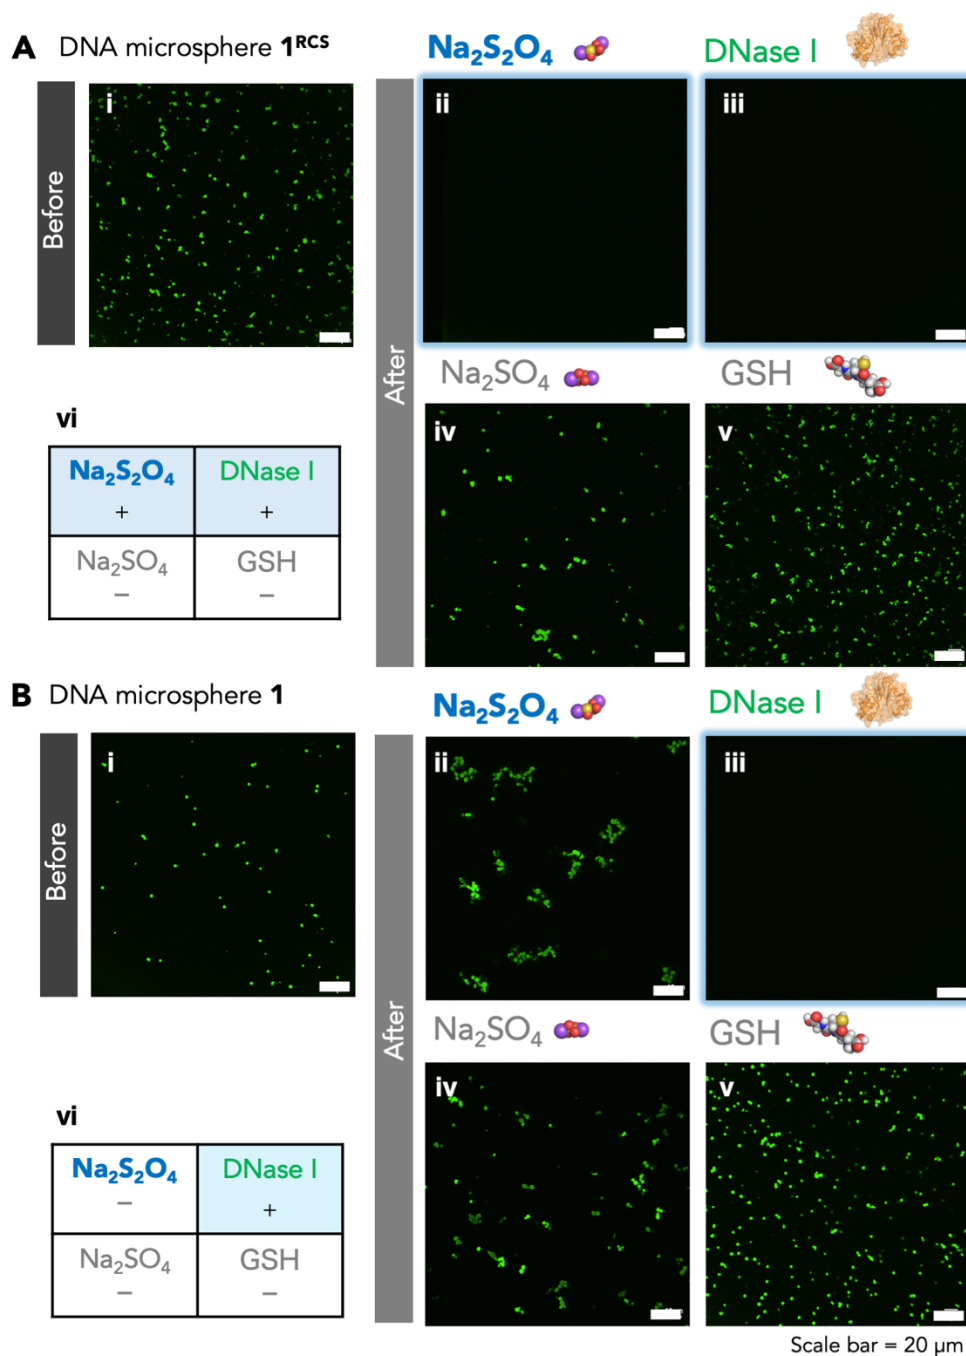 A DNA microsphere 1ᴿᶜˢ
Na₂S₂O₄
DNase I
Before
i
After
ii
iii
Na₂SO₄
GSH
iv
v
vi
Na₂S₂O₄ DNase I
+ +
Na₂SO₄ GSH
– –
B DNA microsphere 1
Na₂S₂O₄
DNase I
Before
i
After
ii
iii
Na₂SO₄
GSH
iv
v
vi
Na₂S₂O₄ DNase I
– +
Na₂SO₄ GSH
– –
Scale bar = 20 μm